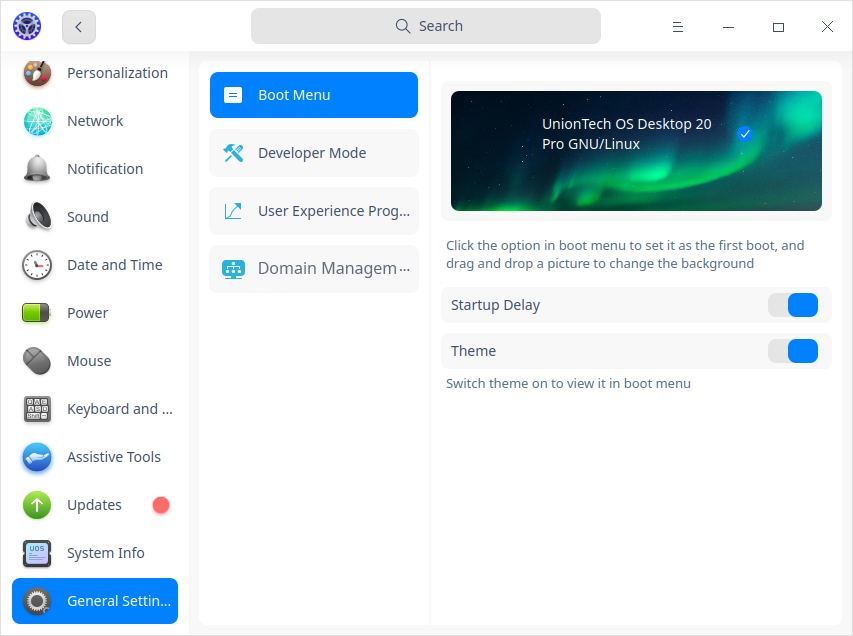 Search
Personalization
Network
Notification
Sound
Date and Time
Power
Mouse
Keyboard and ...
Assistive Tools
Updates
System Info
UOS
General Settin...
Boot Menu
Developer Mode
User Experience Prog...
Domain Managem...
UnionTech OS Desktop 20
Pro GNU/Linux
Click the option in boot menu to set it as the first boot, and
drag and drop a picture to change the background
Startup Delay
Theme
Switch theme on to view it in boot menu